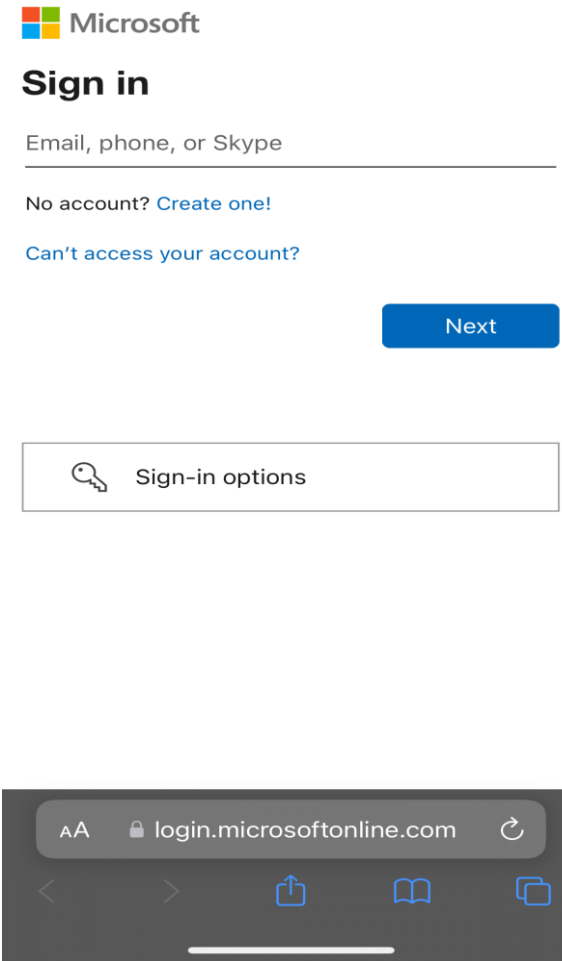 Microsoft
Sign in
Email, phone, or Skype
No account? Create one!
Can't access your account?
Next
Sign-in options
AA login.microsoftonline.com